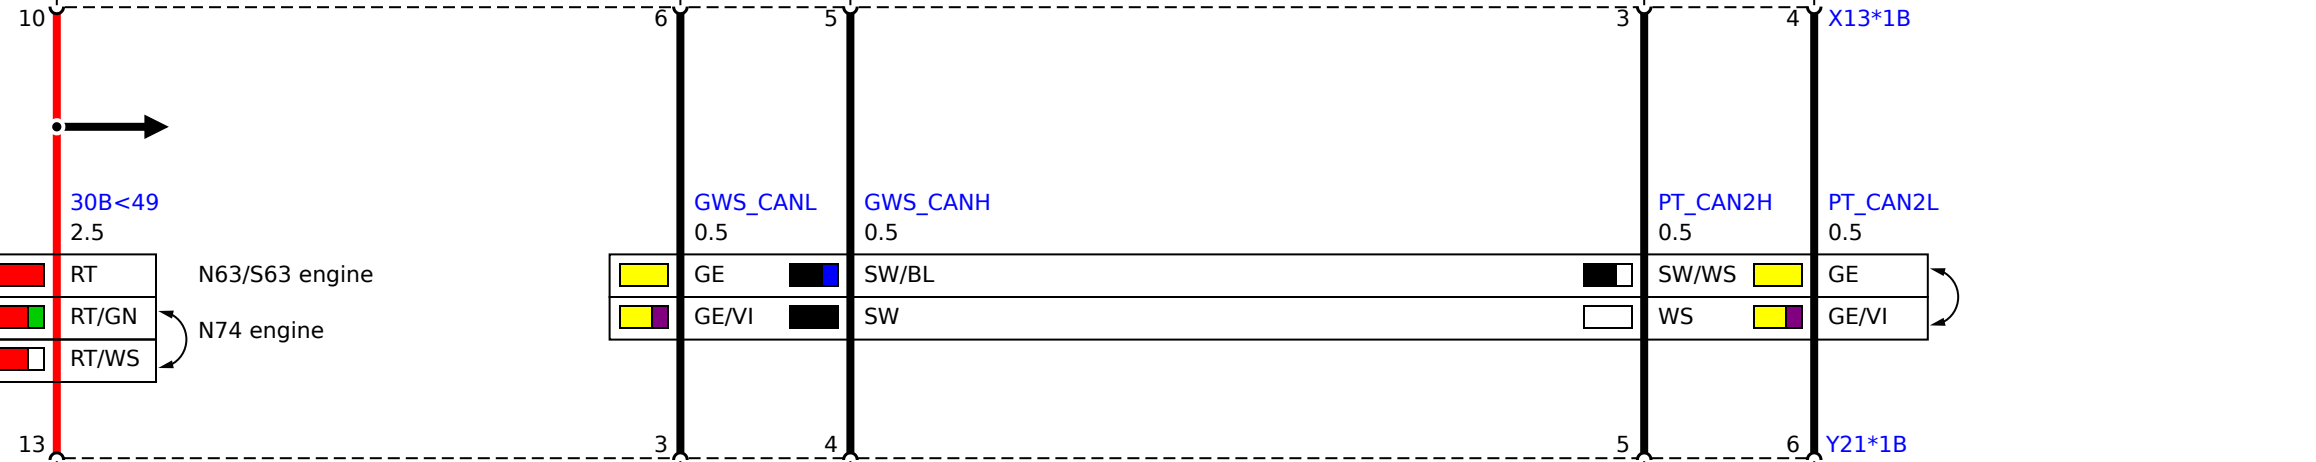 10 6 5 3 4 X13*1B
30B<49 GWS_CANL GWS_CANH PT_CAN2H PT_CAN2L
2.5 0.5 0.5 0.5 0.5
RT N63/S63 engine GE SW/BL SW/WS GE
RT/GN GE/VI SW WS GE/VI
N74 engine
RT/WS
13 3 4 5 6 Y21*1B